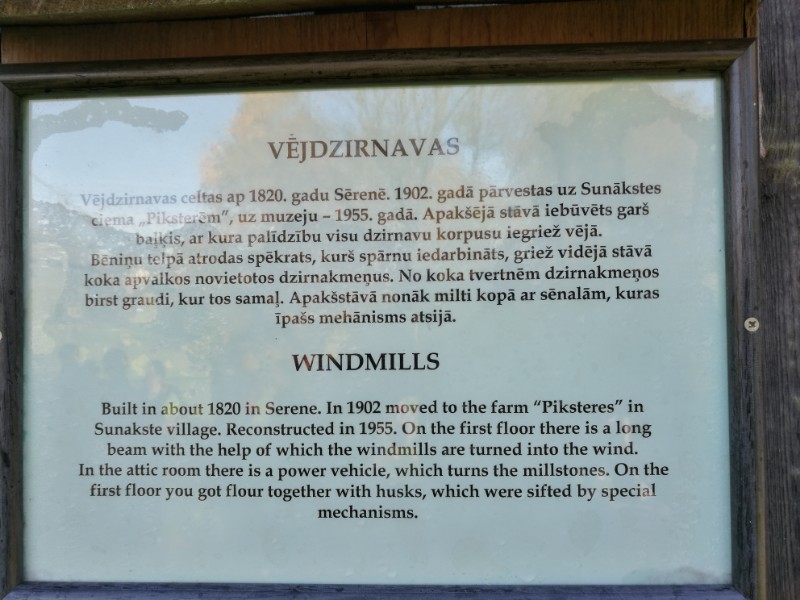 VĒJDZIRNAVAS
Vējdzirnavas celtas ap 1820. gadu Sērenē. 1902. gadā pārvestas uz Sunākstes
ciema „Piksterēm”, uz muzeju – 1955. gadā. Apakšējā stāvā iebūvēts garš
baļķis, ar kura palīdzību visu dzirnavu korpusu iegriež vējā.
Bēniņu telpā atrodas spēkrats, kurš spārnu iedarbināts, griež vidējā stāvā
koka apvalkos novietotos dzirnakmeņus. No koka tvertnēm dzirnakmeņos
birst graudi, kur tos samaļ. Apakšstāvā nonāk milti kopā ar sēnalām, kuras
īpašs mehānisms atsijā.
WINDMILLS
Built in about 1820 in Serene. In 1902 moved to the farm “Piksteres” in
Sunakste village. Reconstructed in 1955. On the first floor there is a long
beam with the help of which the windmills are turned into the wind.
In the attic room there is a power vehicle, which turns the millstones. On the
first floor you got flour together with husks, which were sifted by special
mechanisms.